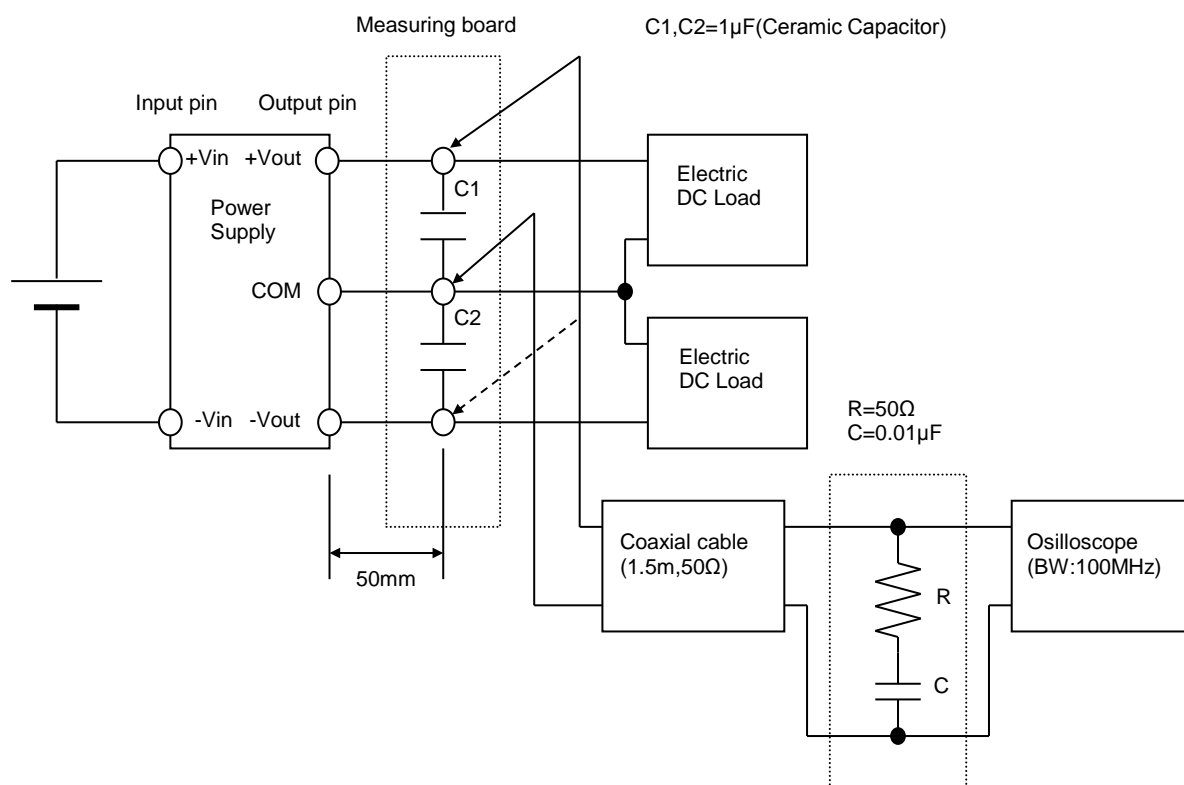 Measuring board
C1,C2=1µF(Ceramic Capacitor)
Input pin
Output pin
+Vin
+Vout
Power
Supply
COM
-Vin
-Vout
C1
C2
Electric
DC Load
Electric
DC Load
50mm
R=50Ω
C=0.01µF
Coaxial cable
(1.5m,50Ω)
R
C
Osilloscope
(BW:100MHz)